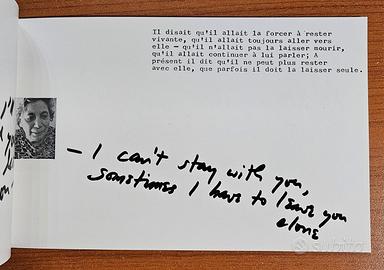 Il disait qu'il allait la forcer à rester
vivante, qu'il allait toujours aller vers
elle — qu'il n'allait pas la laisser mourir,
qu'il allait continuer à lui parler; A
présent il dit qu'il ne peut plus rester
avec elle, que parfois il doit la laisser seule.
— I can't stay with you,
sometimes I have to leave you
alone
subito